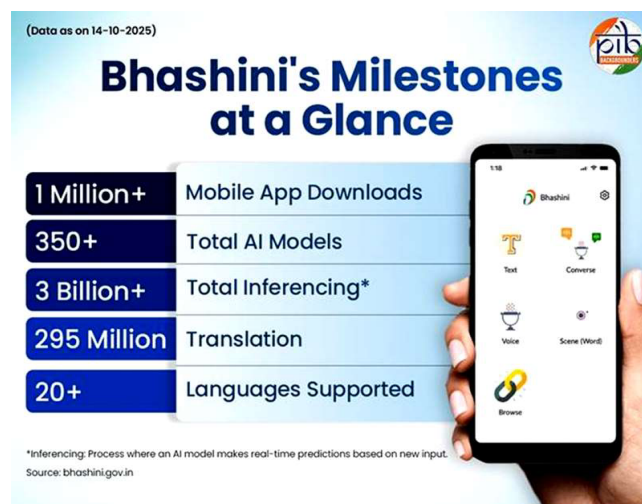 (Data as on 14-10-2025)
pib
BACKGROUNDERS
Bhashini's Milestones
at a Glance
1 Million+ Mobile App Downloads
350+ Total AI Models
3 Billion+ Total Inferencing*
295 Million Translation
20+ Languages Supported
1:18
Bhashini
Text Converse
Voice Scene (Word)
Browse
*Inferencing: Process where an AI model makes real-time predictions based on new input.
Source: bhashini.gov.in